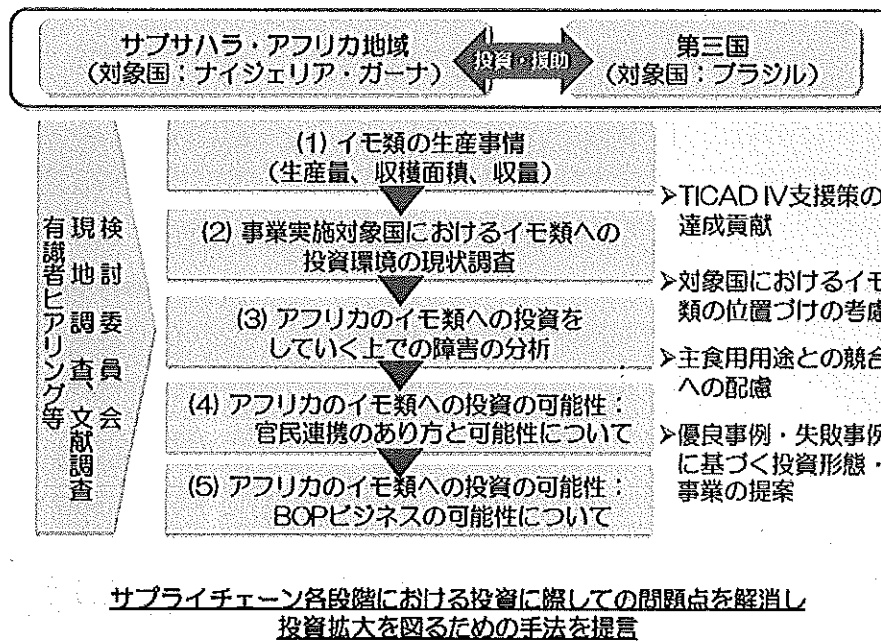 サブサハラ・アフリカ地域
(対象国：ナイジェリア・ガーナ)
投資・援助
第三国
(対象国：ブラジル)
検討委員会
現地調査、文献調査
有識者ヒアリング等
(1) イモ類の生産事情
(生産量、収穫面積、収量)
(2) 事業実施対象国におけるイモ類への
投資環境の現状調査
(3) アフリカのイモ類への投資を
していく上での障害の分析
(4) アフリカのイモ類への投資の可能性：
官民連携のあり方と可能性について
(5) アフリカのイモ類への投資の可能性：
BOPビジネスの可能性について
➤TICAD IV支援策の
達成貢献
➤対象国におけるイモ
類の位置づけの考慮
➤主食用用途との競合
への配慮
➤優良事例・失敗事例
に基づく投資形態・
事業の提案
サプライチェーン各段階における投資に際しての問題点を解消し
投資拡大を図るための手法を提言